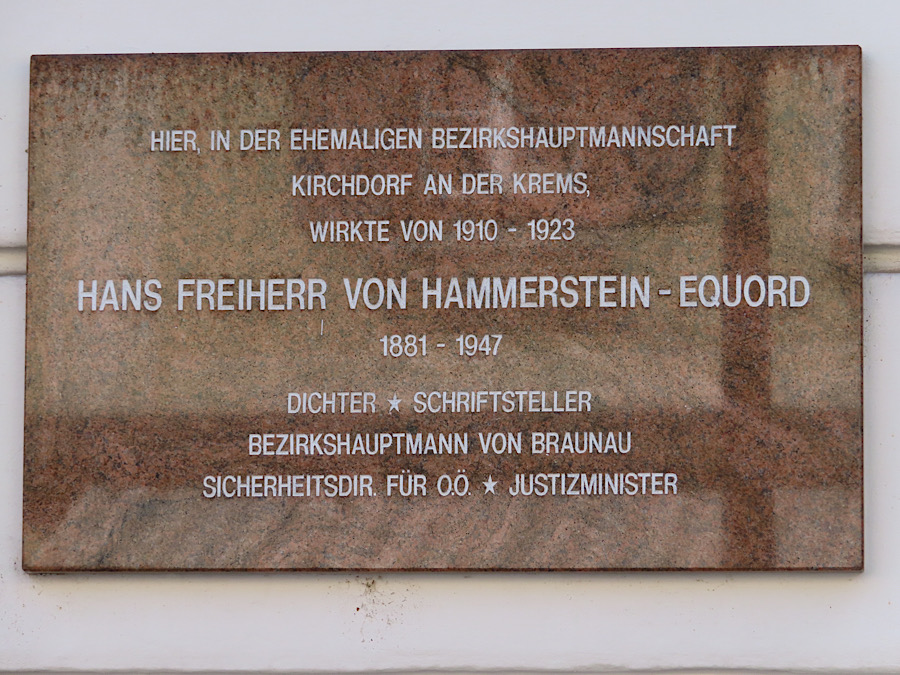 HIER, IN DER EHEMALIGEN BEZIRKSHAUPTMANNSCHAFT
KIRCHDORF AN DER KREMS,
WIRKTE VON 1910 - 1923
HANS FREIHERR VON HAMMERSTEIN - EQUORD
1881 - 1947
DICHTER ★ SCHRIFTSTELLER
BEZIRKSHAUPTMANN VON BRAUNAU
SICHERHEITSDIR. FÜR O.Ö. ★ JUSTIZMINISTER